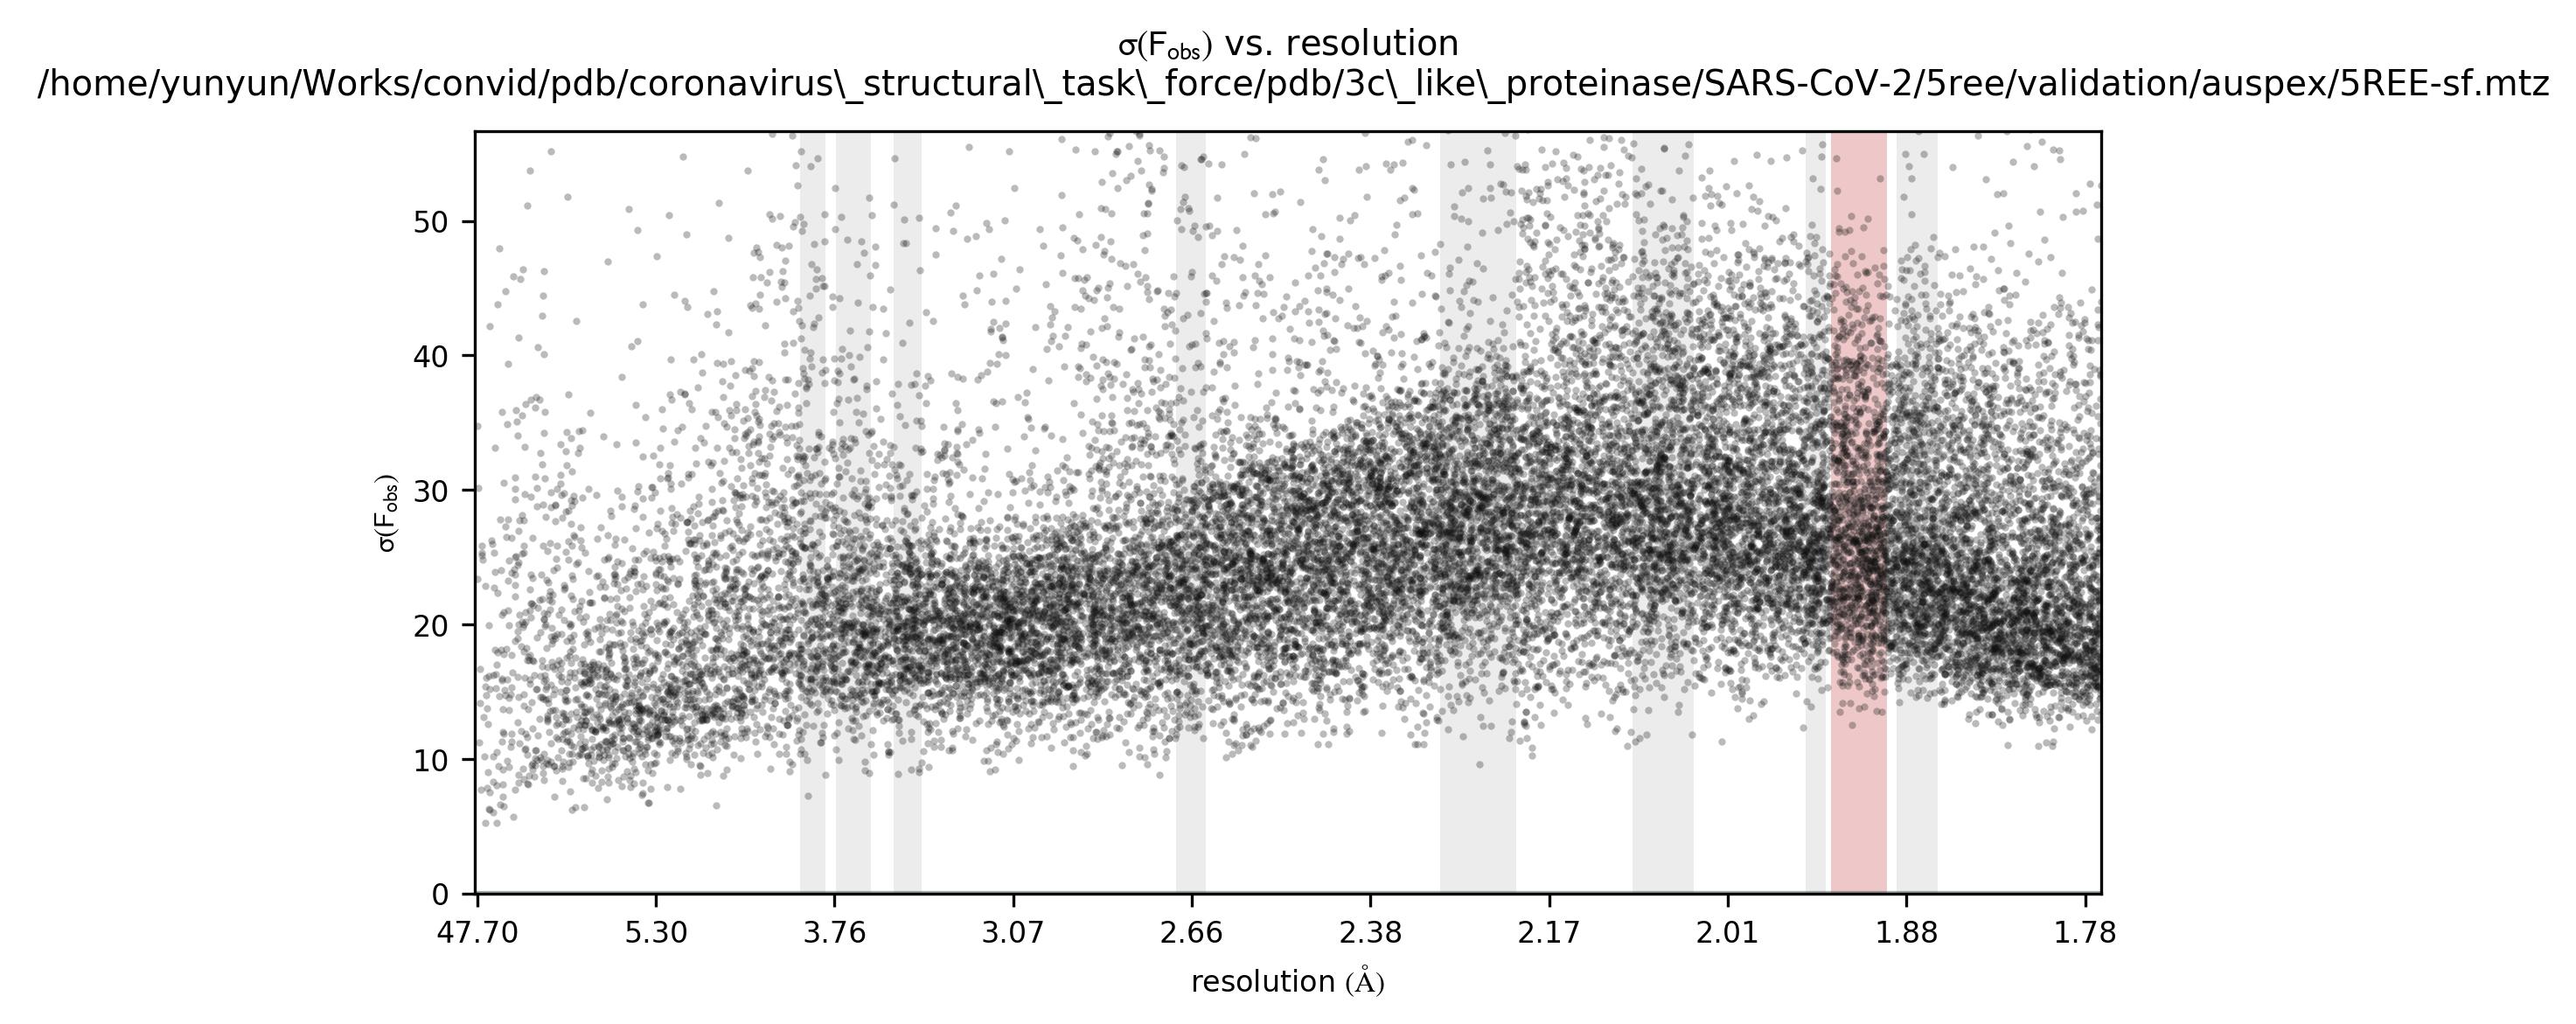 σ(F_obs) vs. resolution
/home/yunyun/Works/convid/pdb/coronavirus\_structural\_task\_force/pdb/3c\_like\_proteinase/SARS-CoV-2/5ree/validation/auspex/5REE-sf.mtz
σ(F_obs)
50
40
30
20
10
0
47.70 5.30 3.76 3.07 2.66 2.38 2.17 2.01 1.88 1.78
resolution (Å)